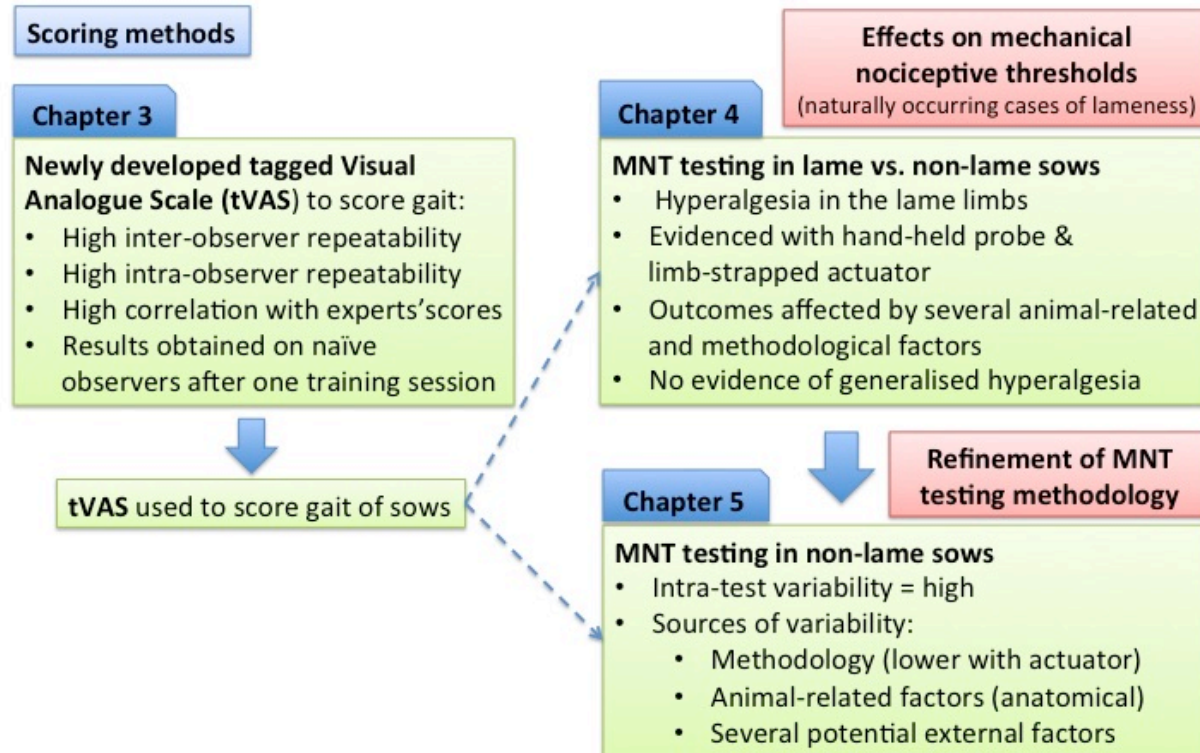 Scoring methods
Chapter 3
Newly developed tagged Visual
Analogue Scale (tVAS) to score gait:
• High inter-observer repeatability
• High intra-observer repeatability
• High correlation with experts'scores
• Results obtained on naïve
observers after one training session
tVAS used to score gait of sows
Effects on mechanical
nociceptive thresholds
(naturally occurring cases of lameness)
Chapter 4
MNT testing in lame vs. non-lame sows
• Hyperalgesia in the lame limbs
• Evidenced with hand-held probe &
limb-strapped actuator
• Outcomes affected by several animal-related
and methodological factors
• No evidence of generalised hyperalgesia
Refinement of MNT
testing methodology
Chapter 5
MNT testing in non-lame sows
• Intra-test variability = high
• Sources of variability:
• Methodology (lower with actuator)
• Animal-related factors (anatomical)
• Several potential external factors